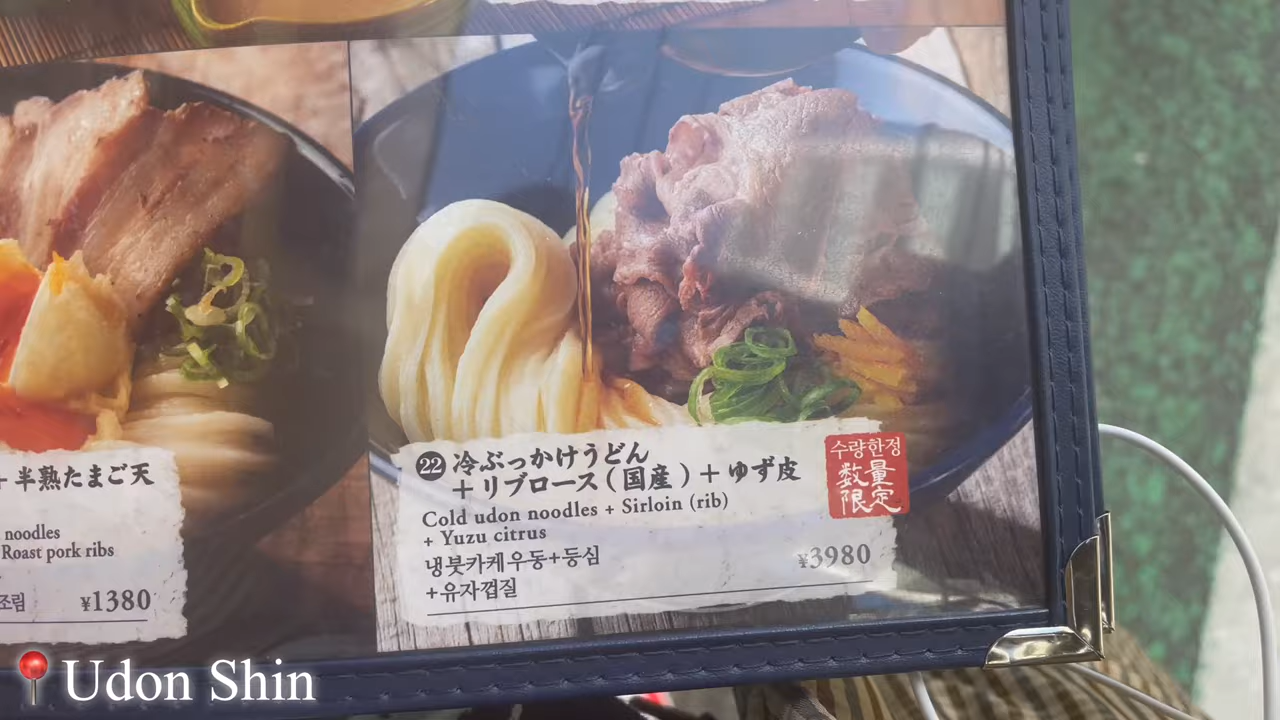 +半熟たまご天
noodles
Roast pork ribs
조림
¥1380
22 冷ぶっかけうどん
+リブロース(国産)+ゆず皮
Cold udon noodles + Sirloin (rib)
+ Yuzu citrus
냉붓카케우동+등심
+유자껍질
¥3980
수량한정
数量
限定
Udon Shin